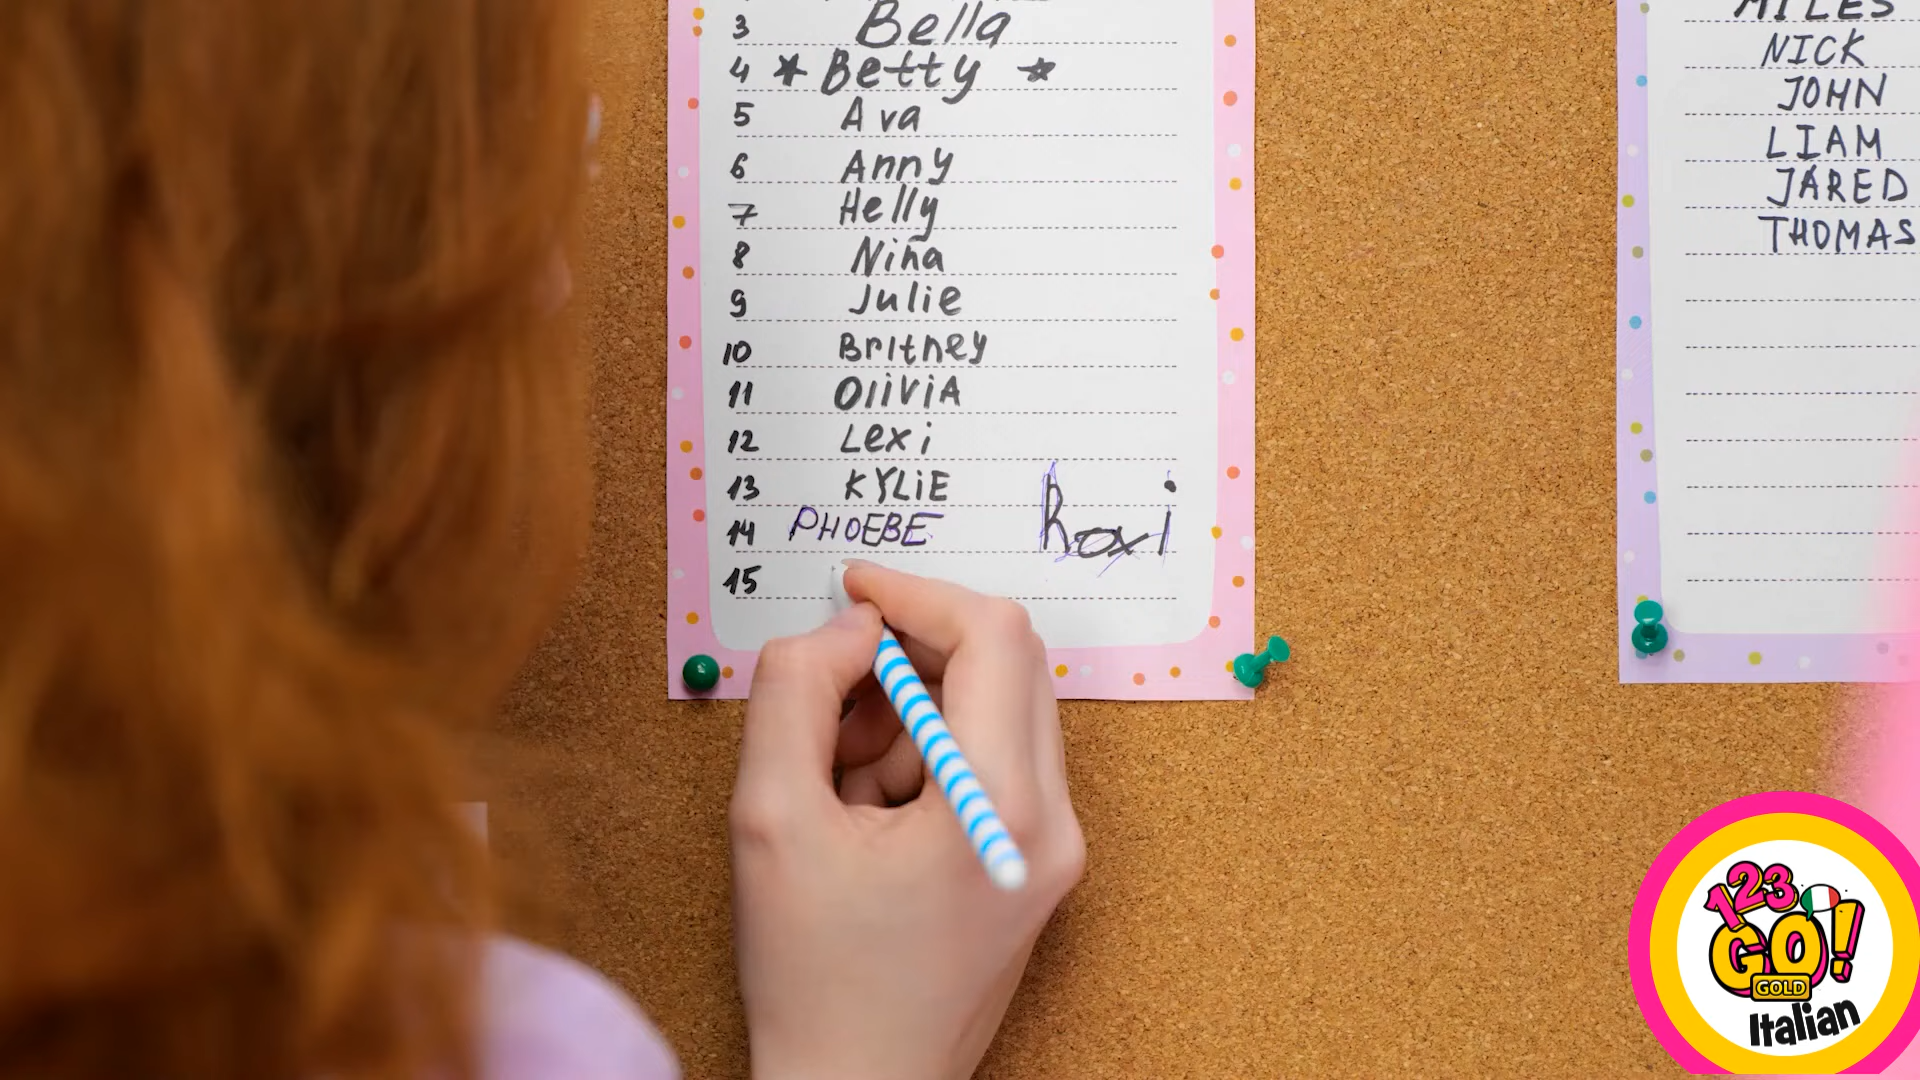 3 Bella
4 * Betty *
5 Ava
6 Anny
7 Helly
8 Nina
9 Julie
10 Britney
11 OliviA
12 Lexi
13 KYLiE
14 PHOEBE
Roxi
15
MILES
NICK
JOHN
LIAM
JARED
THOMAS
123
GO!
GOLD
Italian